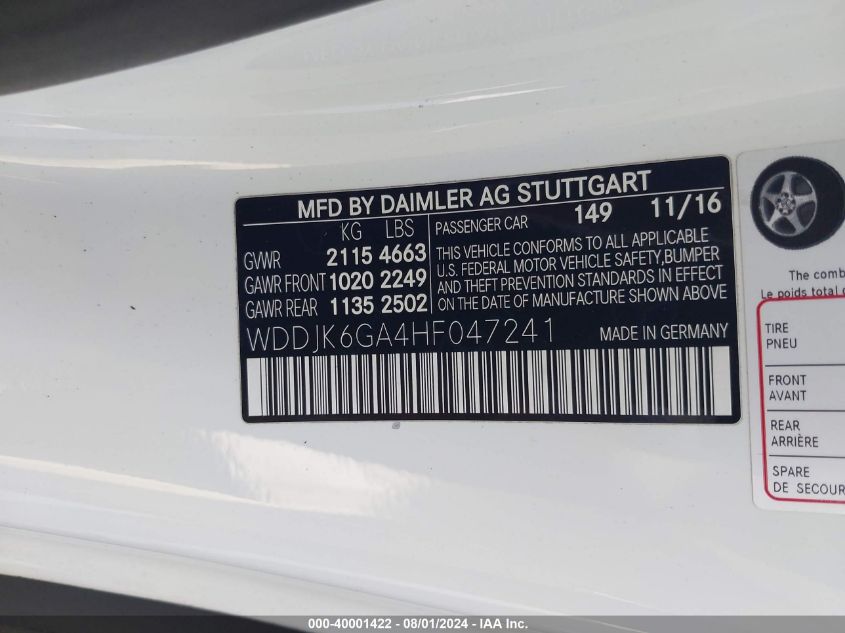 MFD BY DAIMLER AG STUTTGART
KG LBS
GVWR 2115 4663
GAWR FRONT 1020 2249
GAWR REAR 1135 2502
PASSENGER CAR 149 11/16
THIS VEHICLE CONFORMS TO ALL APPLICABLE
U.S. FEDERAL MOTOR VEHICLE SAFETY,BUMPER
AND THEFT PREVENTION STANDARDS IN EFFECT
ON THE DATE OF MANUFACTURE SHOWN ABOVE
WDDJK6GA4HF047241 MADE IN GERMANY
The comb
Le poids total
TIRE
PNEU
FRONT
AVANT
REAR
ARRIÈRE
SPARE
DE SECOUR
000-40001422 - 08/01/2024 - IAA Inc.